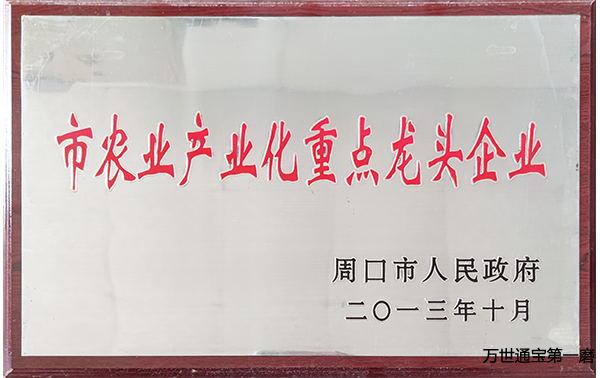 市农业产业化重点龙头企业
周口市人民政府
二〇一三年十月
万世通宝第一磨